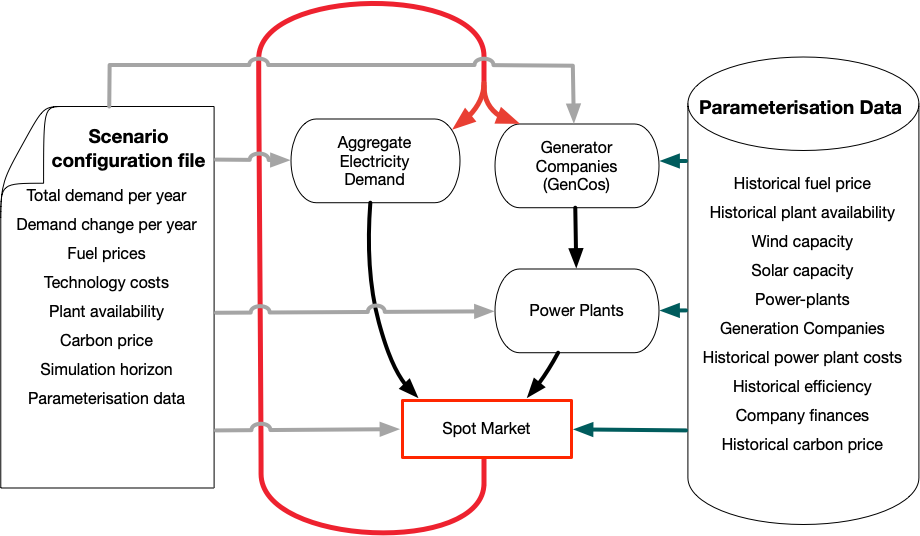 Scenario
configuration file
Total demand per year
Demand change per year
Fuel prices
Technology costs
Plant availability
Carbon price
Simulation horizon
Parameterisation data
Aggregate
Electricity
Demand
Generator
Companies
(GenCos)
Power Plants
Spot Market
Parameterisation Data
Historical fuel price
Historical plant availability
Wind capacity
Solar capacity
Power-plants
Generation Companies
Historical power plant costs
Historical efficiency
Company finances
Historical carbon price